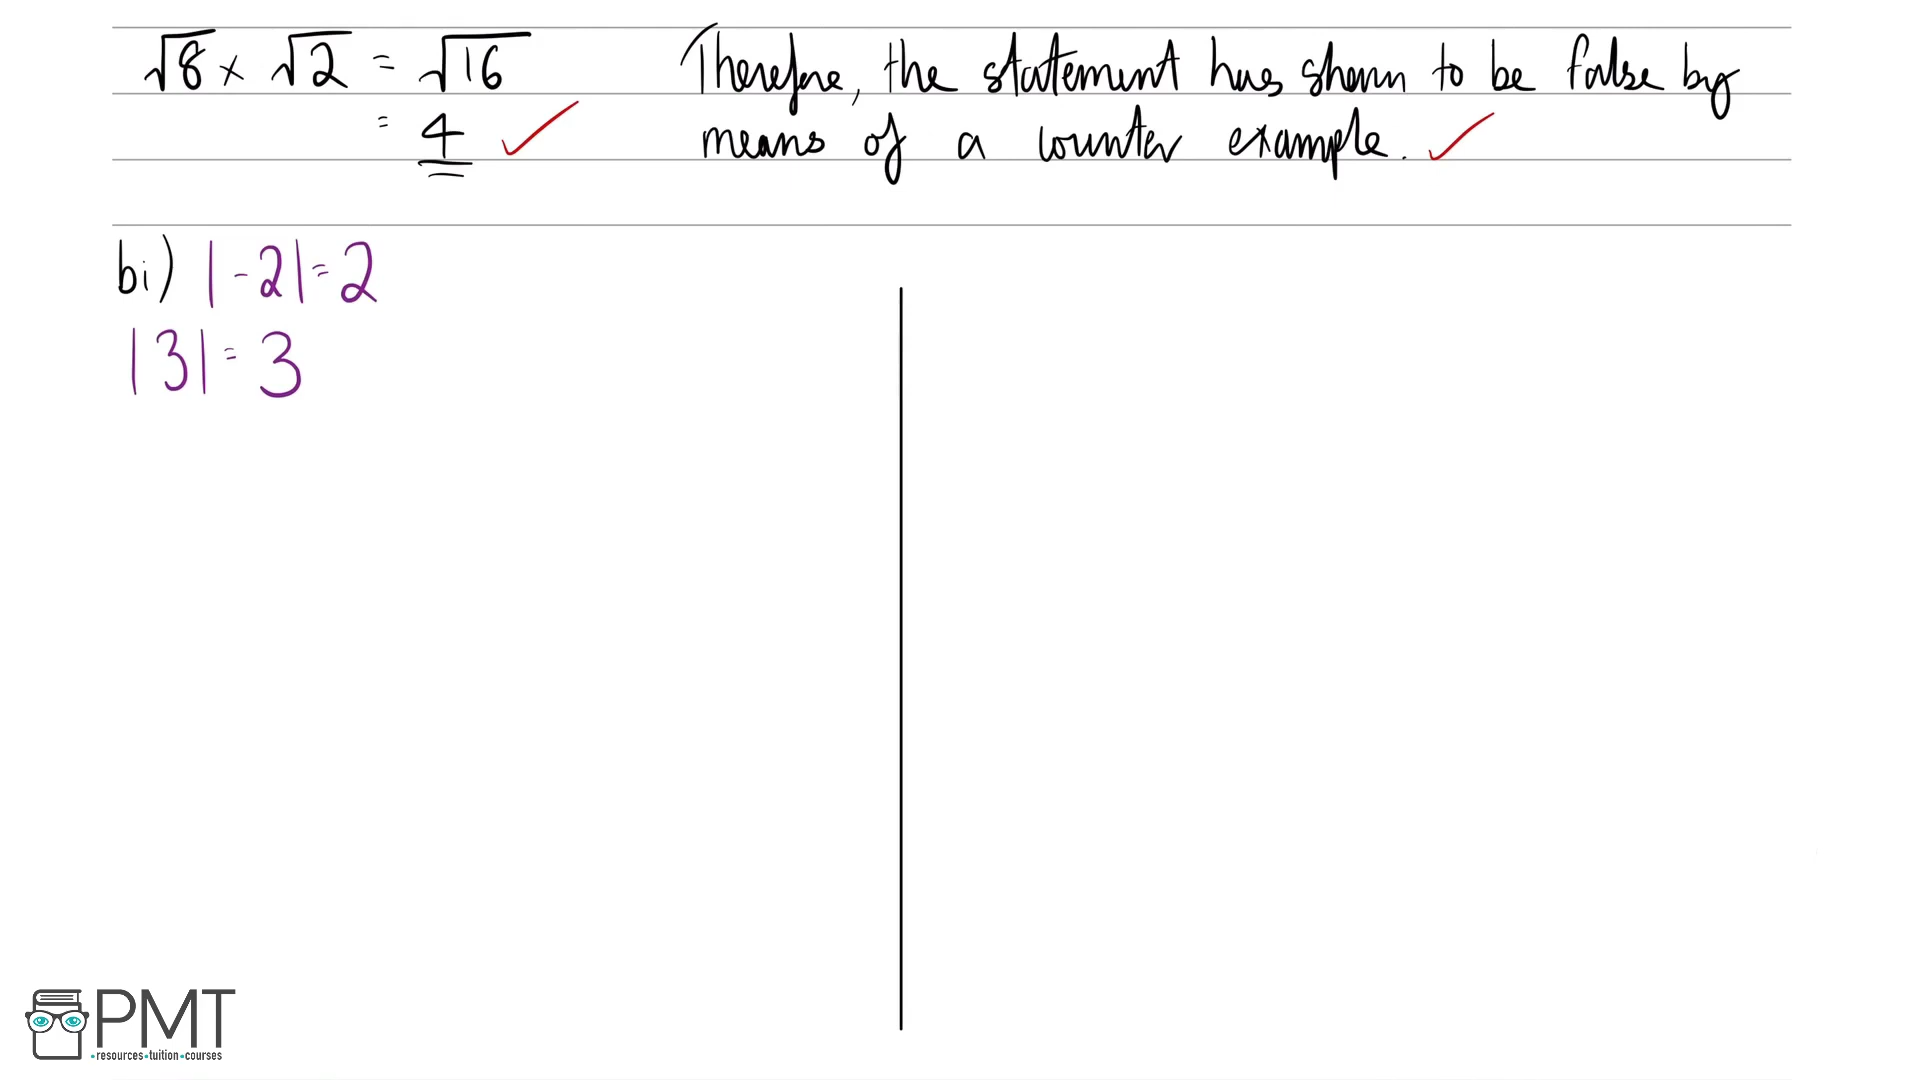 √8 × √2 = √16
= 4 ✓
Therefore, the statement has shown to be false by
means of a counter example. ✓
bi) |-2| = 2
|3| = 3
PMT
•resources•tuition•courses